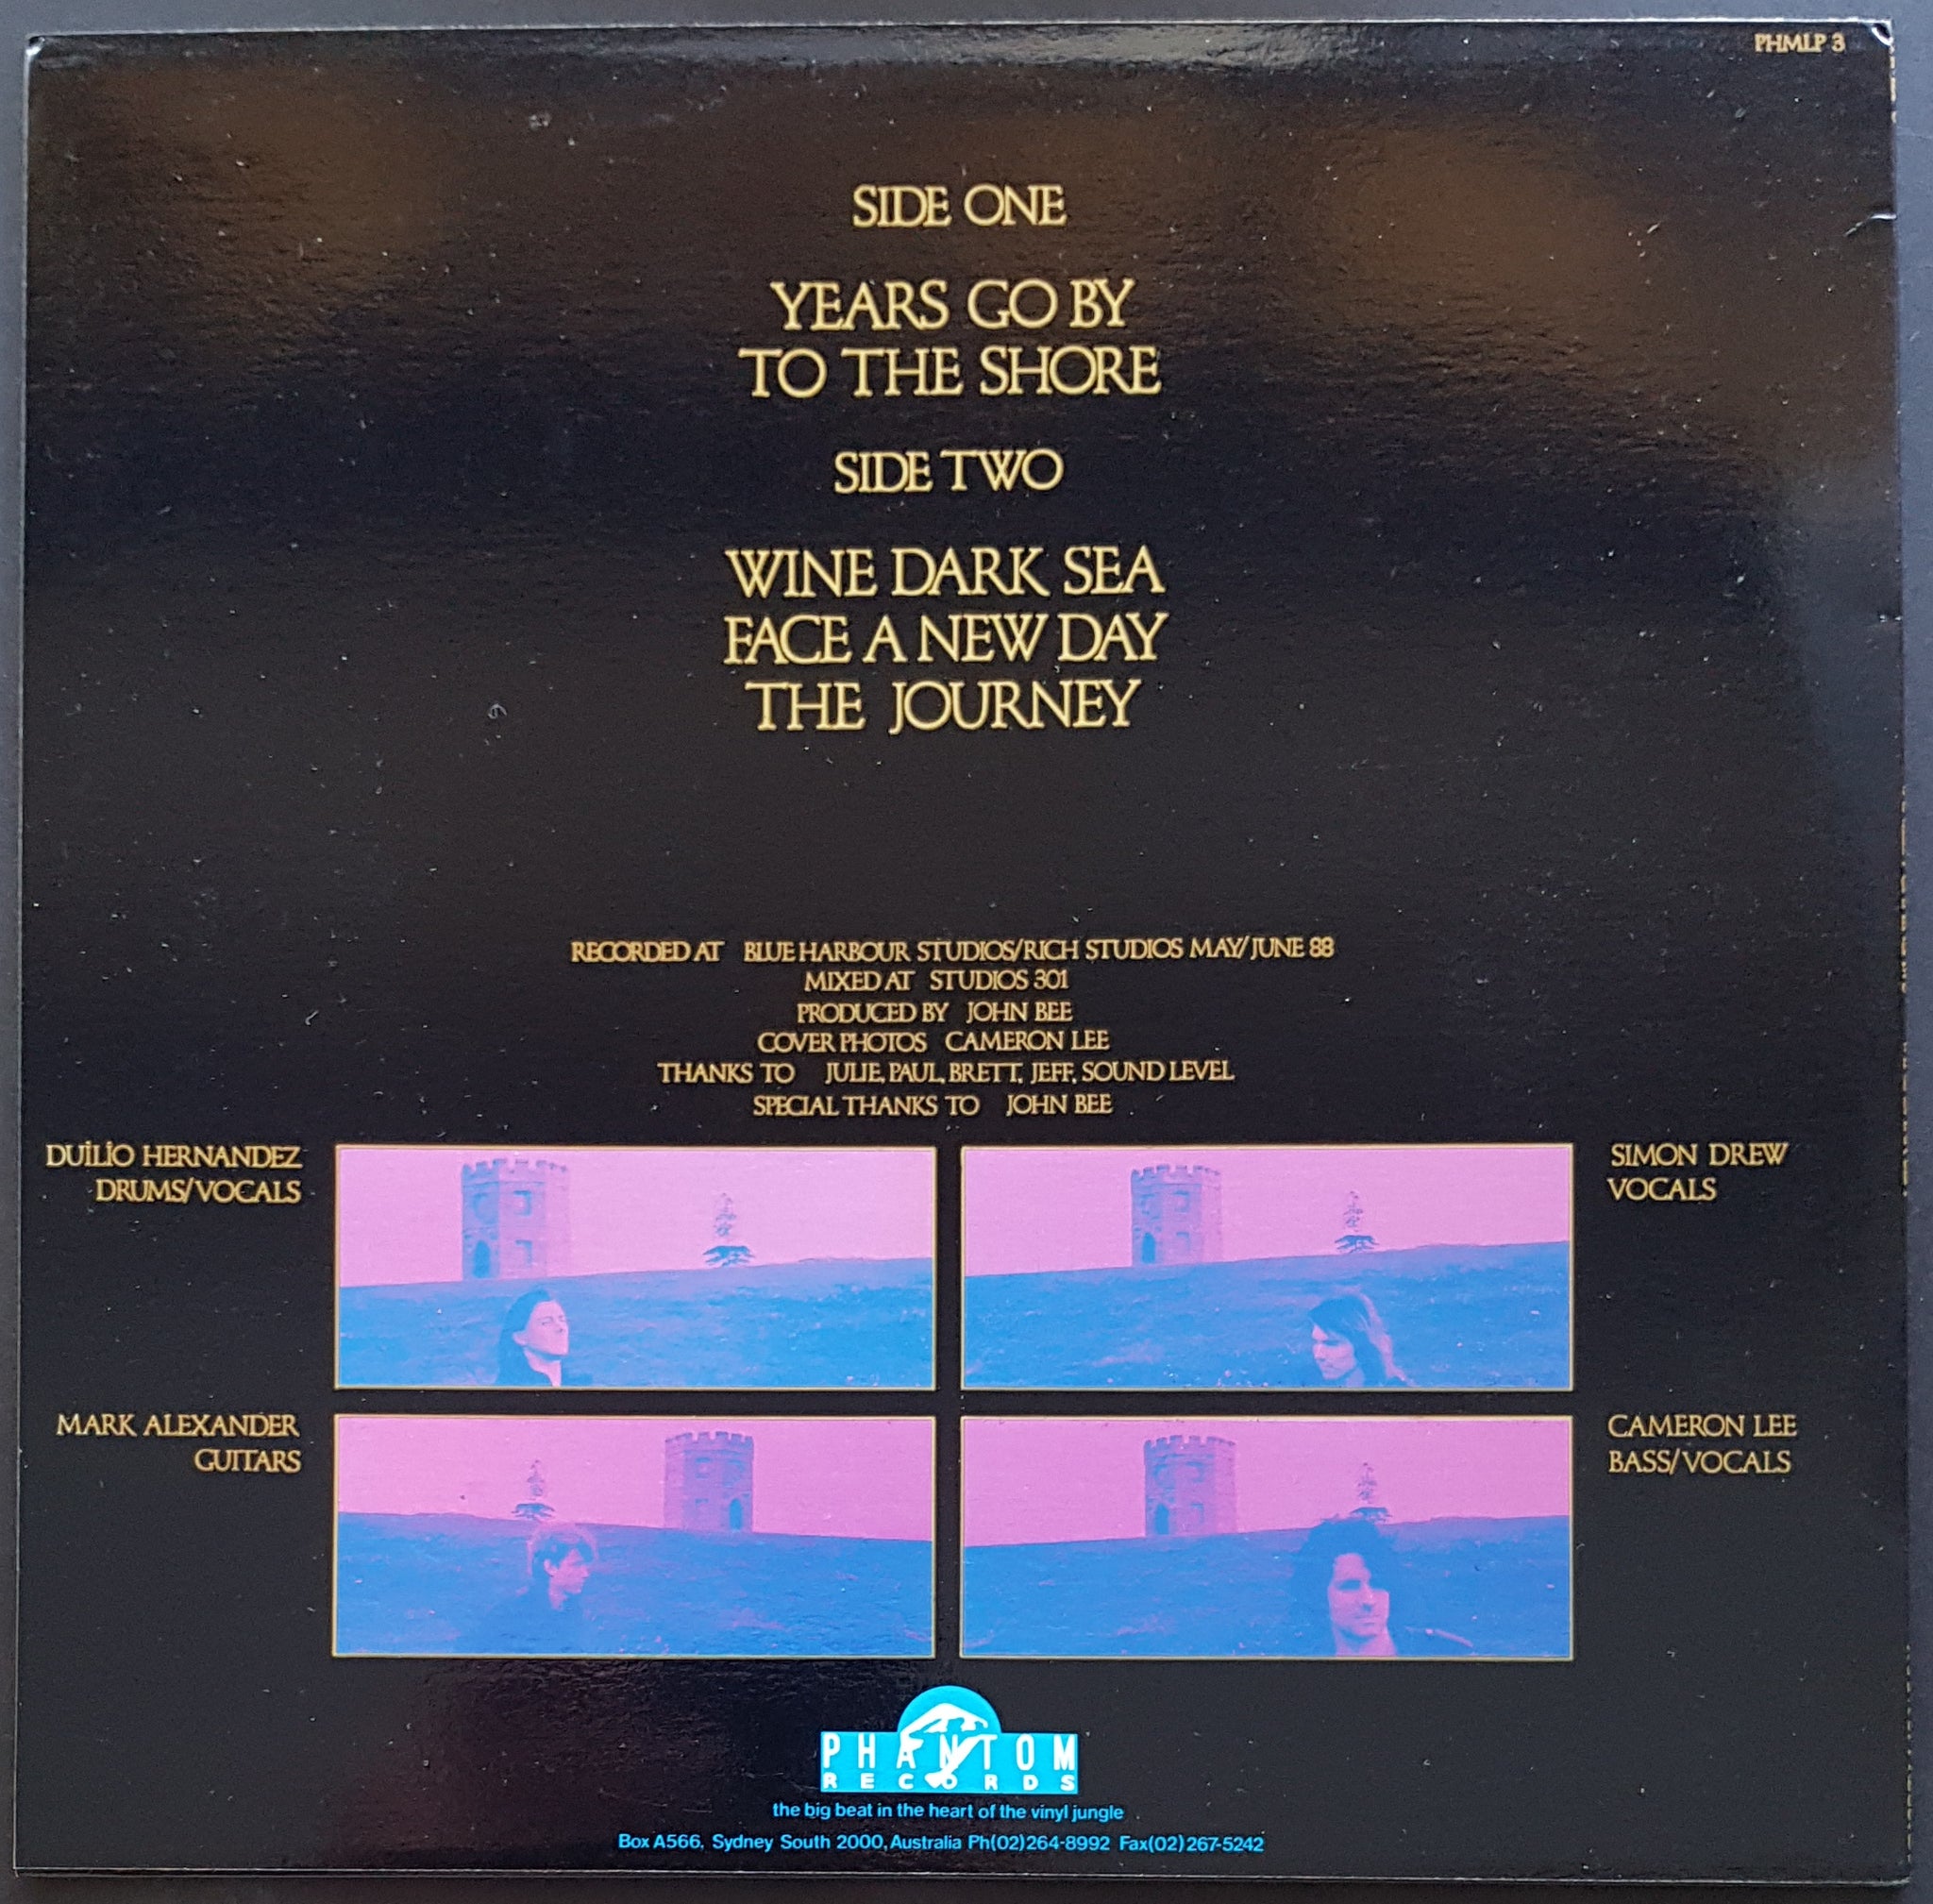 PHMLP 3
SIDE ONE
YEARS GO BY
TO THE SHORE
SIDE TWO
WINE DARK SEA
FACE A NEW DAY
THE JOURNEY
RECORDED AT BLUE HARBOUR STUDIOS/RICH STUDIOS MAY/JUNE 88
MIXED AT STUDIOS 301
PRODUCED BY JOHN BEE
COVER PHOTOS CAMERON LEE
THANKS TO JULIE, PAUL, BRETT, JEFF, SOUND LEVEL
SPECIAL THANKS TO JOHN BEE
DUiLiO HERNANDEZ
DRUMS/VOCALS
SIMON DREW
VOCALS
MARK ALEXANDER
GUITARS
CAMERON LEE
BASS/VOCALS
PHANTOM
RECORDS
the big beat in the heart of the vinyl jungle
Box A566, Sydney South 2000, Australia Ph(02)264-8992 Fax(02)267-5242